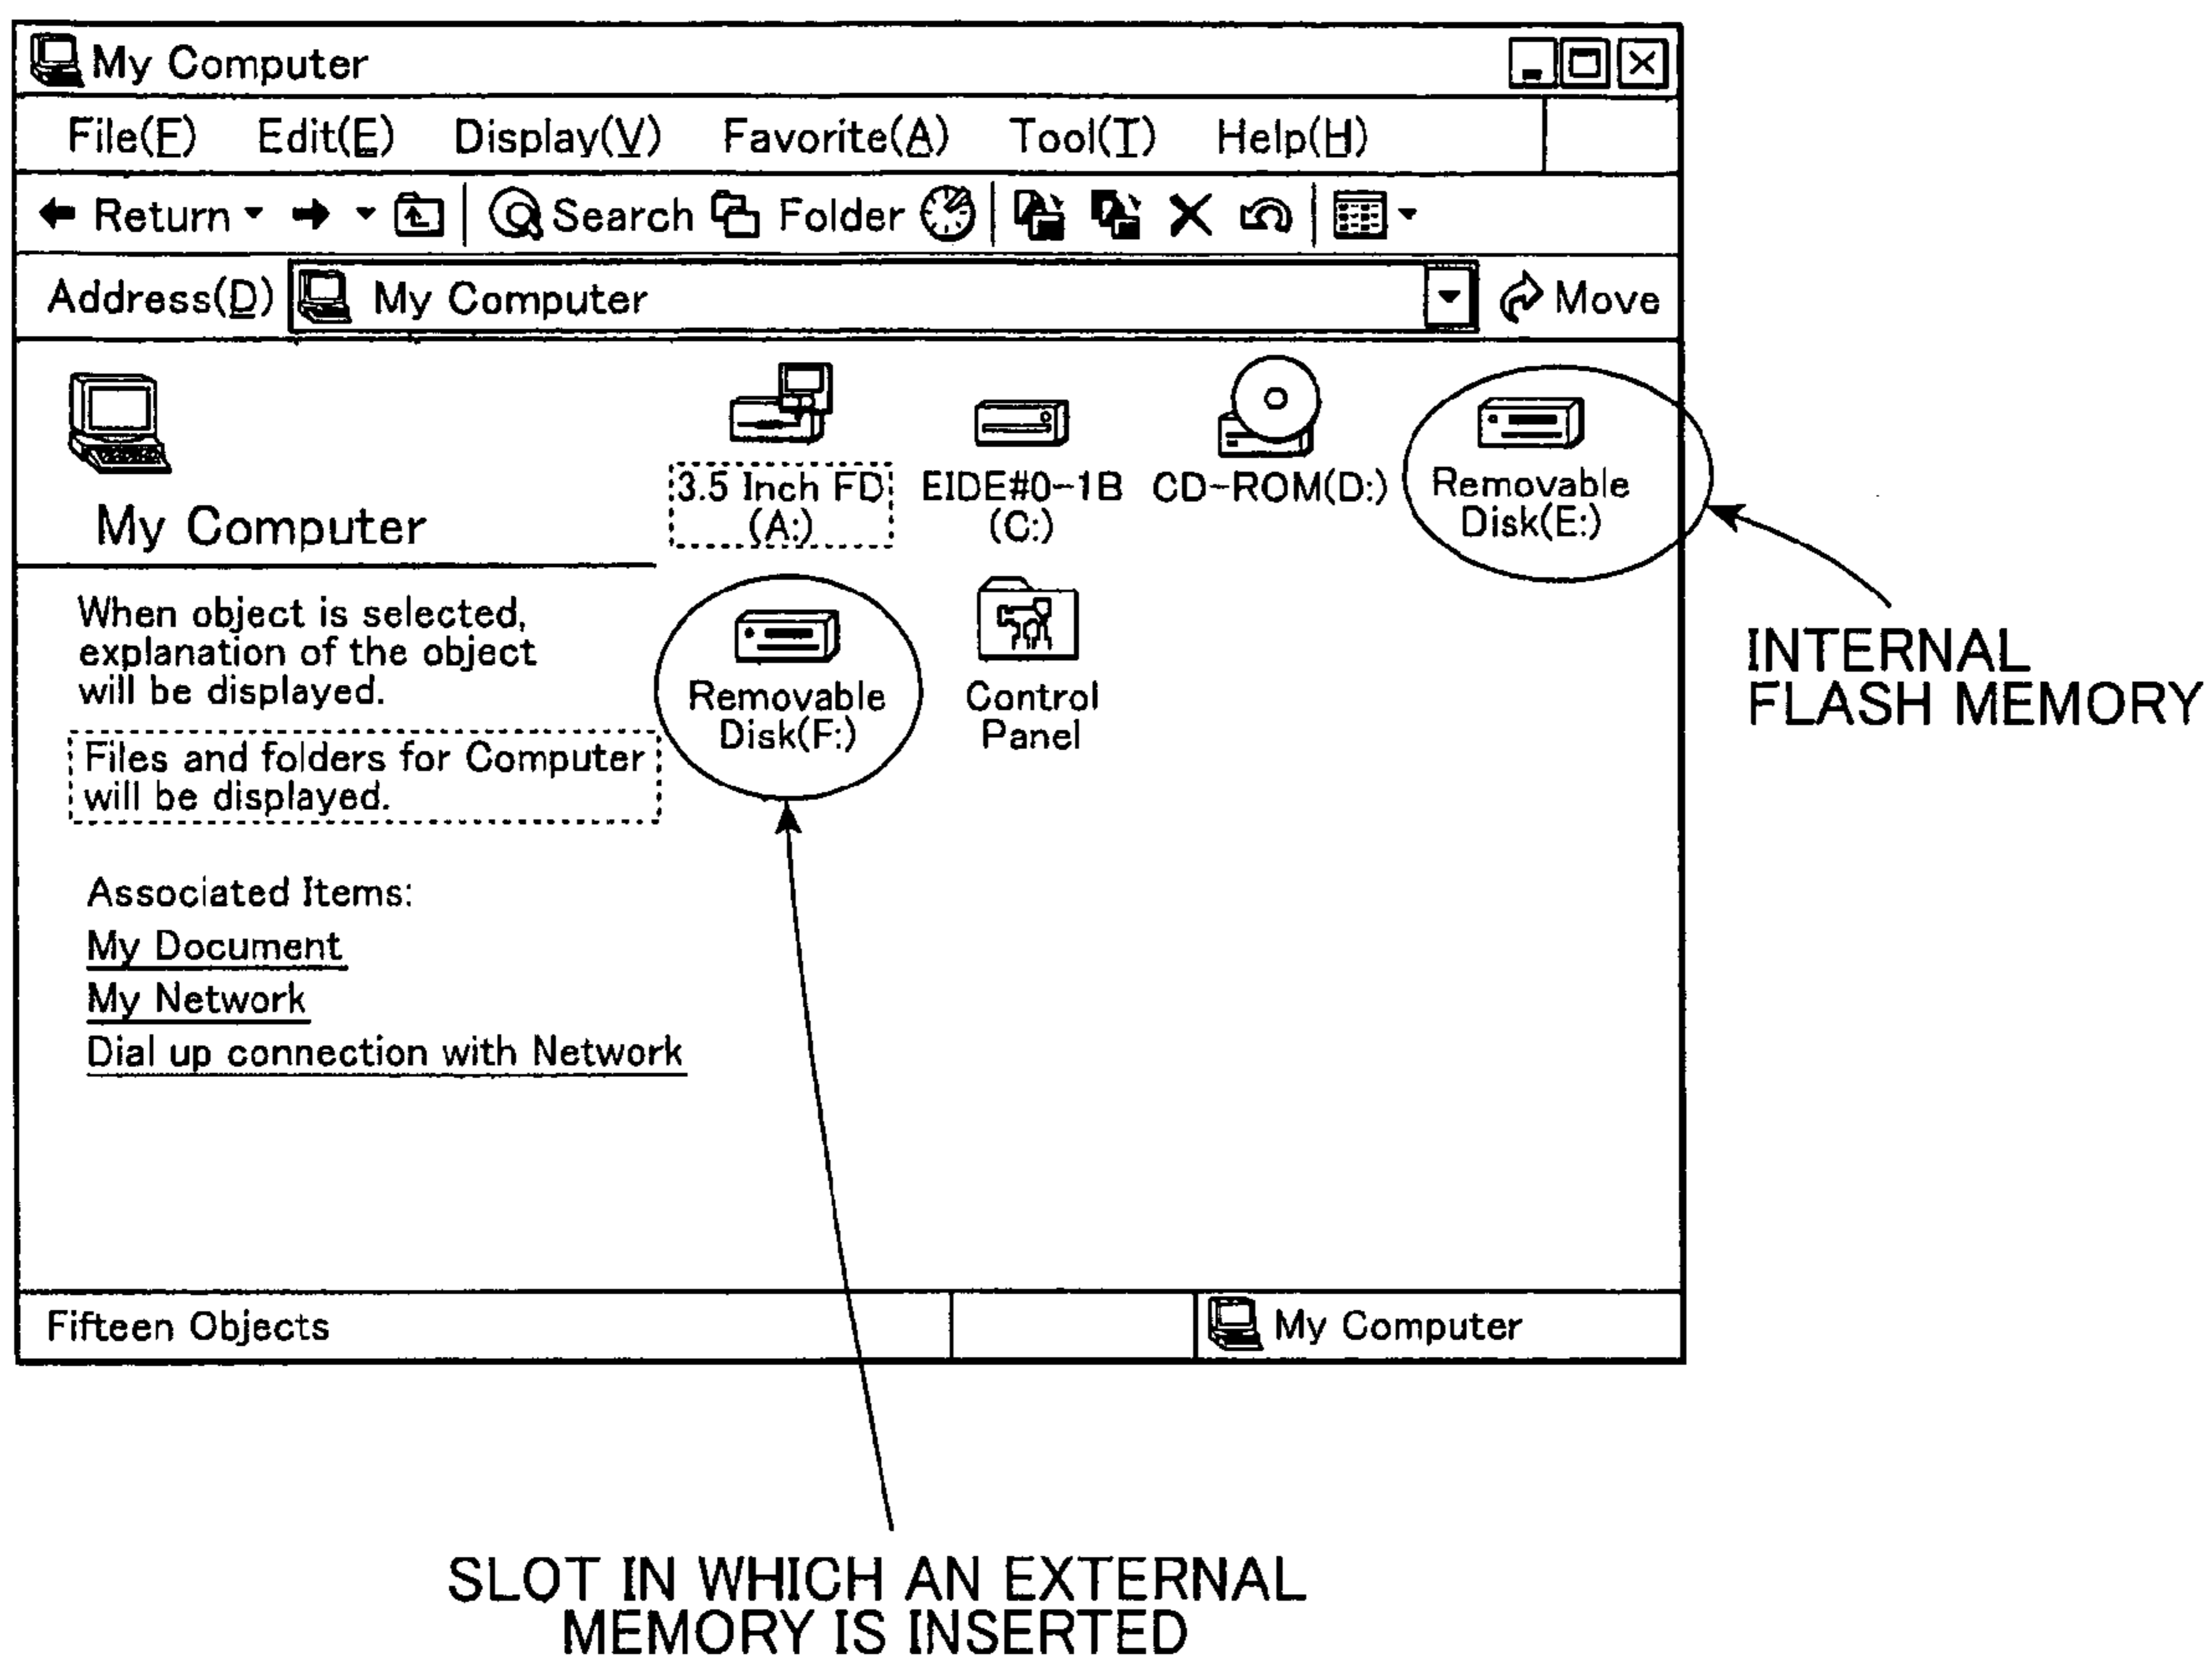 My Computer
File(F) Edit(E) Display(V) Favorite(A) Tool(T) Help(H)
Return Search Folder
Address(D) My Computer Move
My Computer
3.5 Inch FD
(A:)
EIDE#0-1B
(C:)
CD-ROM(D:)
Removable
Disk(E:)
When object is selected,
explanation of the object
will be displayed.
Files and folders for Computer
will be displayed.
Removable
Disk(F:)
Control
Panel
INTERNAL
FLASH MEMORY
Associated Items:
My Document
My Network
Dial up connection with Network
Fifteen Objects
My Computer
SLOT IN WHICH AN EXTERNAL
MEMORY IS INSERTED